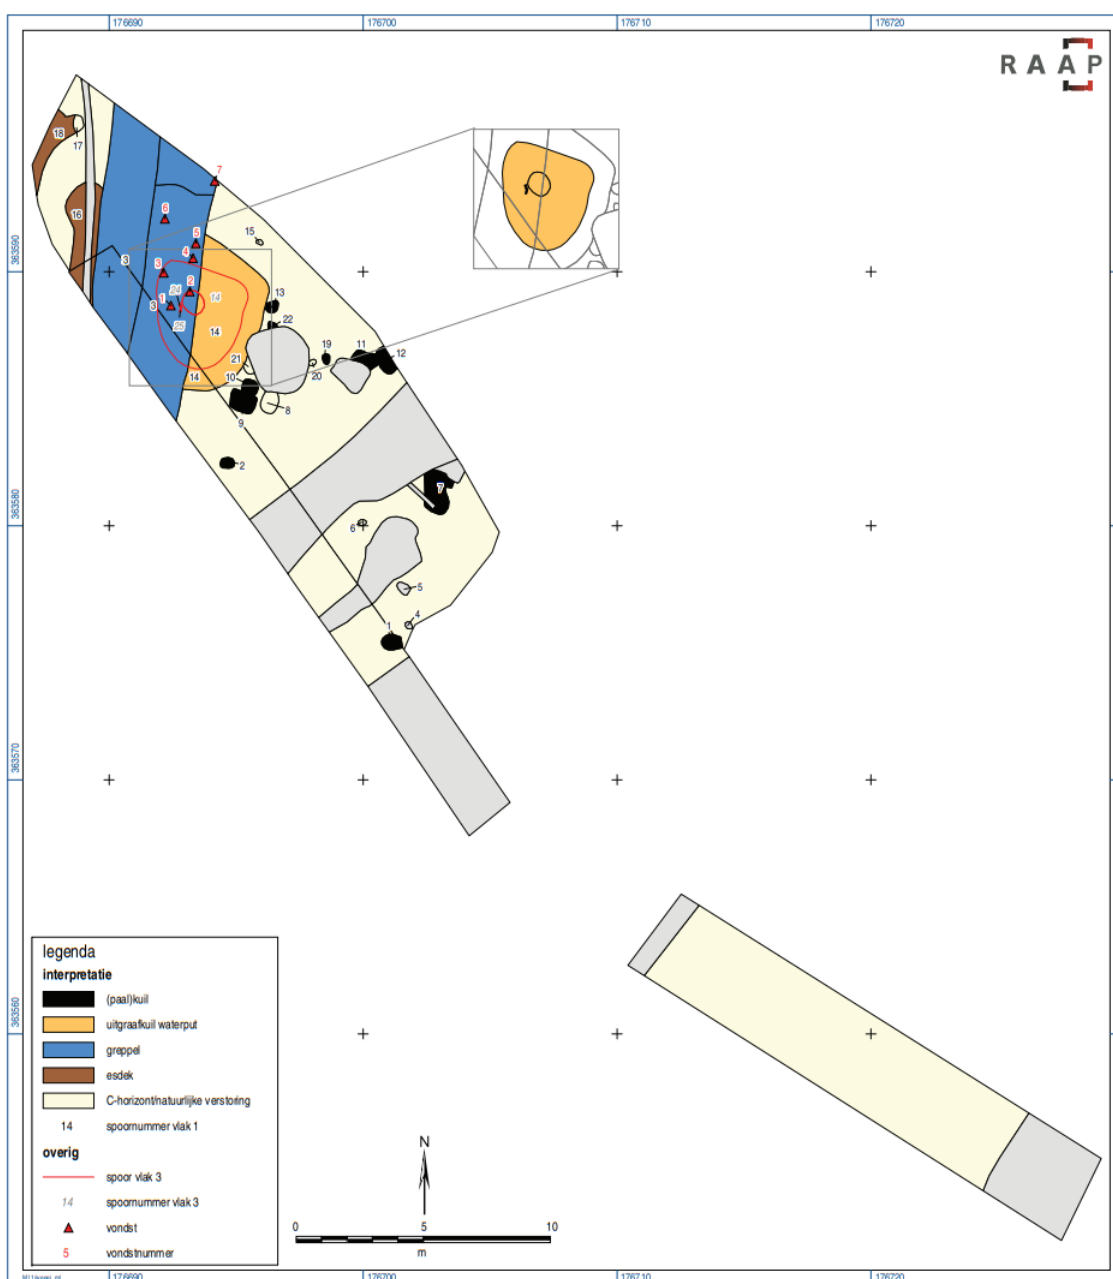 176690 176700 176710 176720
RAAP
18
17
7
16
6
15
5
363590
3
4
3
2
24
14
13
1
3
25
14
22
19
11
12
21
20
14
10
8
9
2
7
363580
6
5
4
1
363570
363560
legenda
interpretatie
(paal)kuil
uitgraafkuil waterput
greppel
esdek
C-horizont/natuurlijke verstoring
14 spoornummer vlak 1
overig
spoor vlak 3
14 spoornummer vlak 3
vondst
5 vondstnummer
N
0 5 10
m
176690 176700 176710 176720